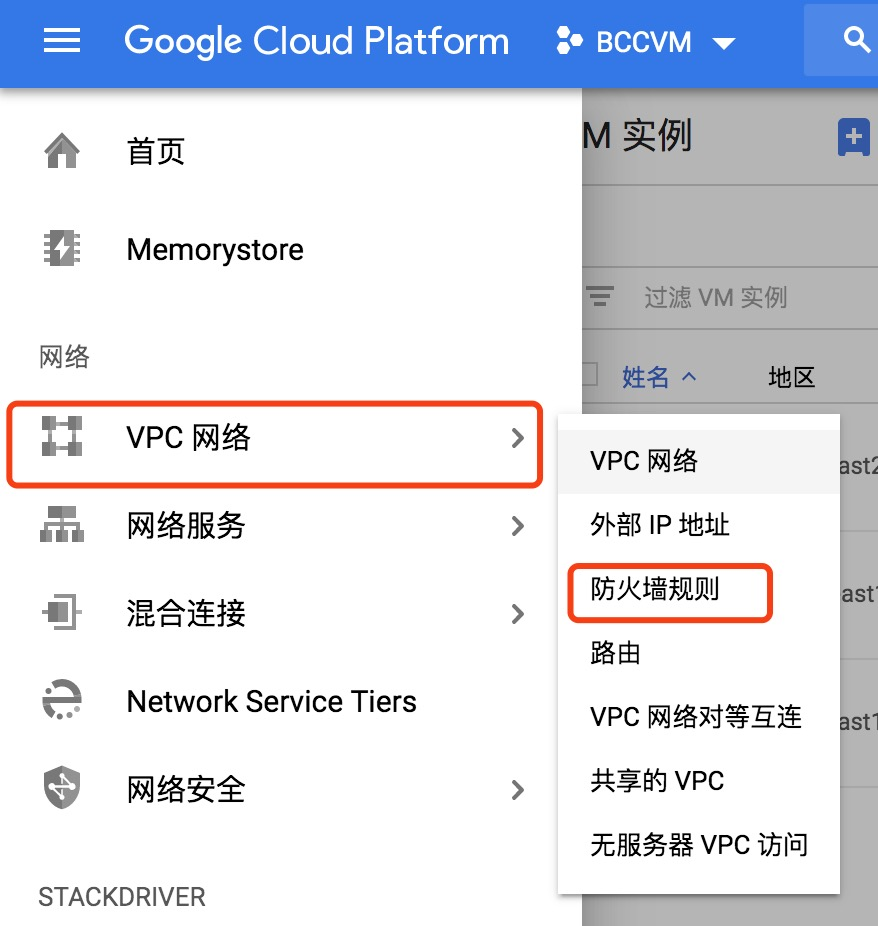 Google Cloud Platform
BCCVM
首页
Memorystore
网络
VPC 网络
网络服务
混合连接
Network Service Tiers
网络安全
STACKDRIVER
VPC 网络
外部 IP 地址
防火墙规则
路由
VPC 网络对等互连
共享的 VPC
无服务器 VPC 访问
M 实例
过滤 VM 实例
姓名
地区
ast2
ast1
ast1